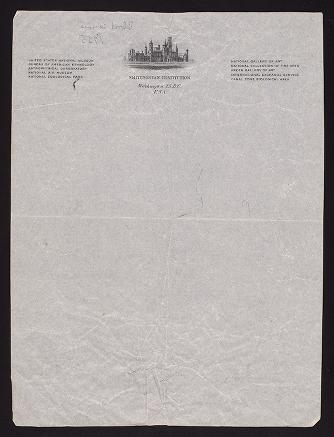 UNITED STATES NATIONAL MUSEUM
BUREAU OF AMERICAN ETHNOLOGY
ASTROPHYSICAL OBSERVATORY
NATIONAL AIR MUSEUM
NATIONAL ZOOLOGICAL PARK
SMITHSONIAN INSTITUTION
Washington 25, D.C.
U.S.A.
NATIONAL GALLERY OF ART
NATIONAL COLLECTION OF FINE ARTS
FREER GALLERY OF ART
INTERNATIONAL EXCHANGE SERVICE
CANAL ZONE BIOLOGICAL AREA